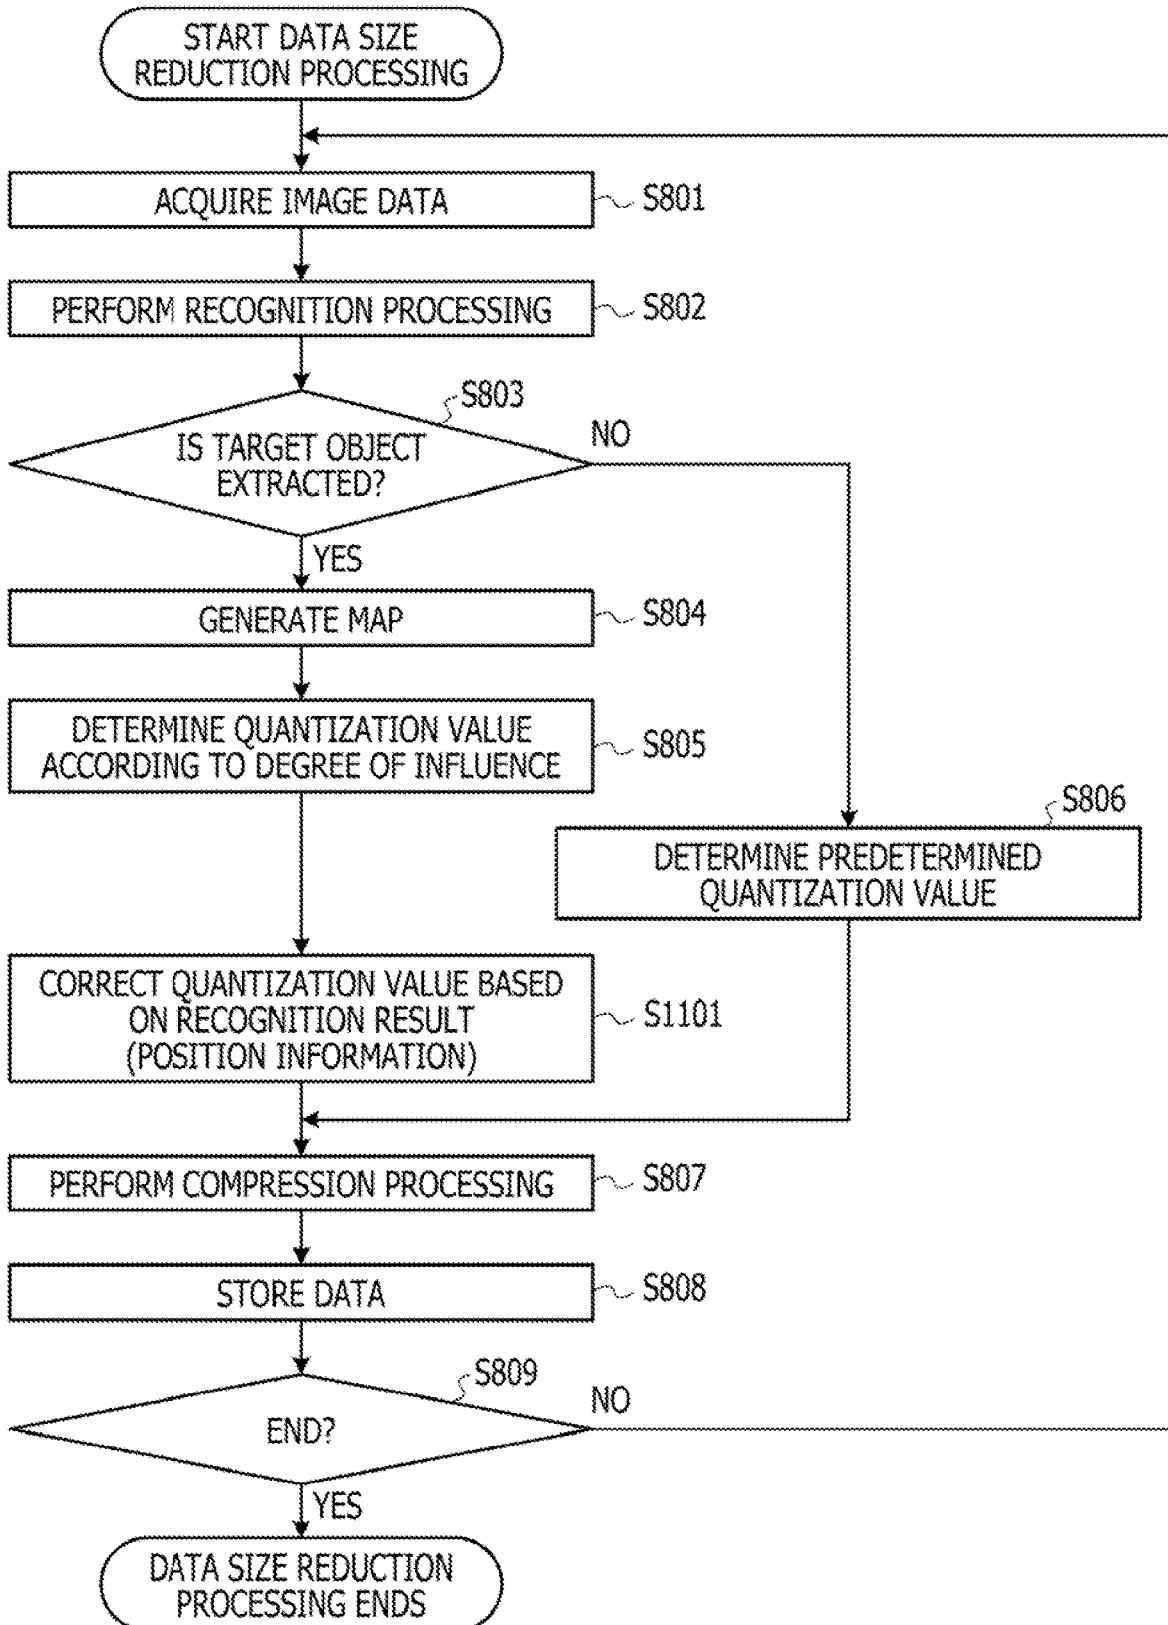 START DATA SIZE
REDUCTION PROCESSING
ACQUIRE IMAGE DATA
S801
PERFORM RECOGNITION PROCESSING
S802
S803
IS TARGET OBJECT
EXTRACTED?
NO
YES
GENERATE MAP
S804
DETERMINE QUANTIZATION VALUE
ACCORDING TO DEGREE OF INFLUENCE
S805
S806
DETERMINE PREDETERMINED
QUANTIZATION VALUE
CORRECT QUANTIZATION VALUE BASED
ON RECOGNITION RESULT
(POSITION INFORMATION)
S1101
PERFORM COMPRESSION PROCESSING
S807
STORE DATA
S808
S809
END?
NO
YES
DATA SIZE REDUCTION
PROCESSING ENDS